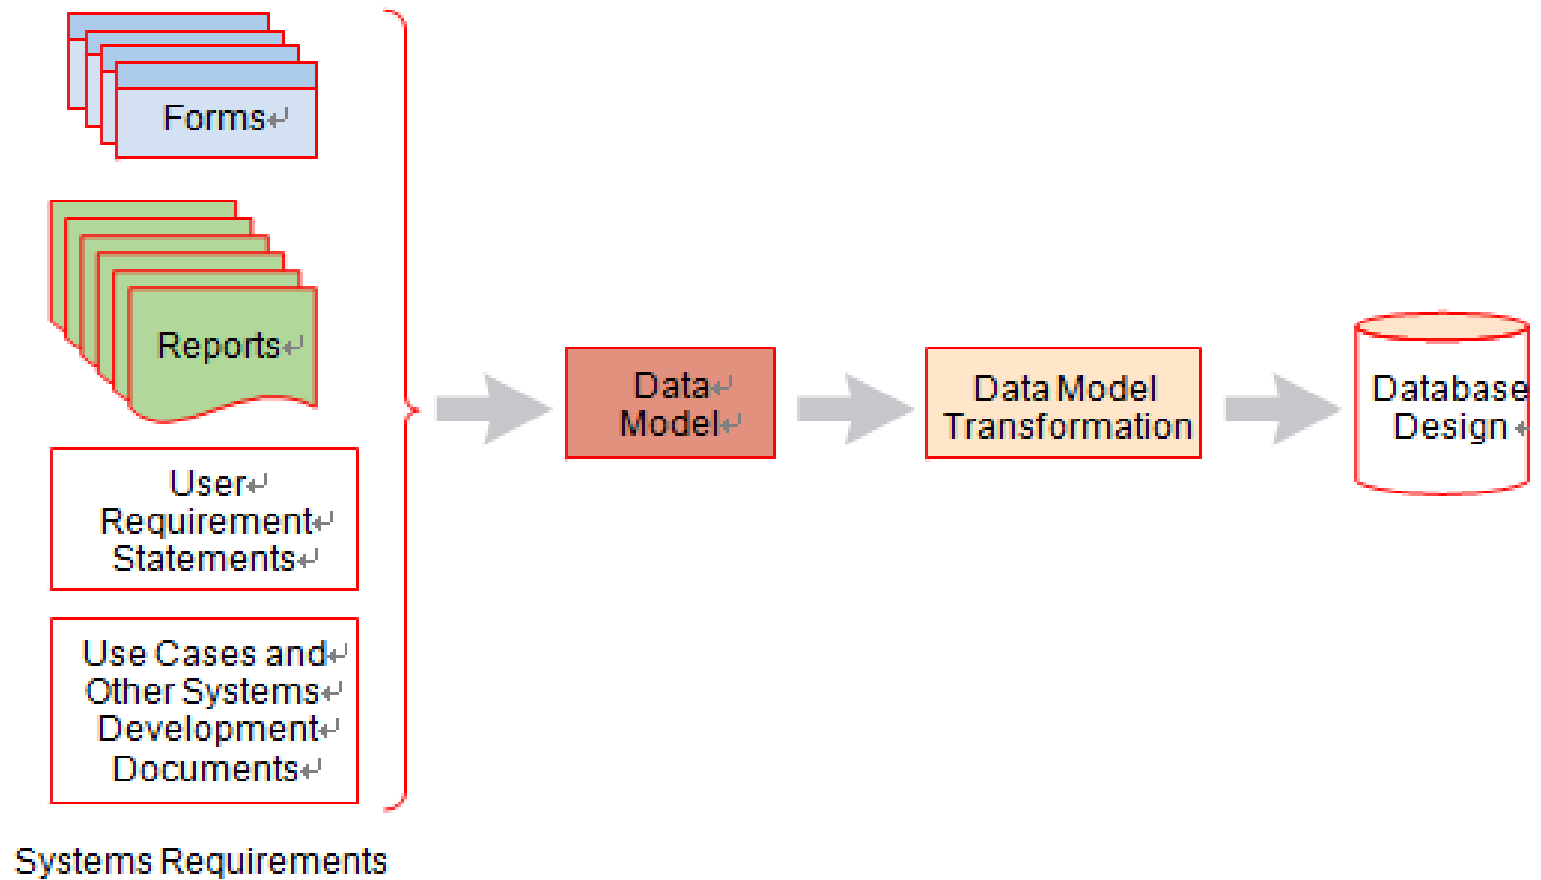 Forms
Reports
User
Requirement
Statements
Use Cases and
Other Systems
Development
Documents
Systems Requirements
Data
Model
Data Model
Transformation
Database
Design